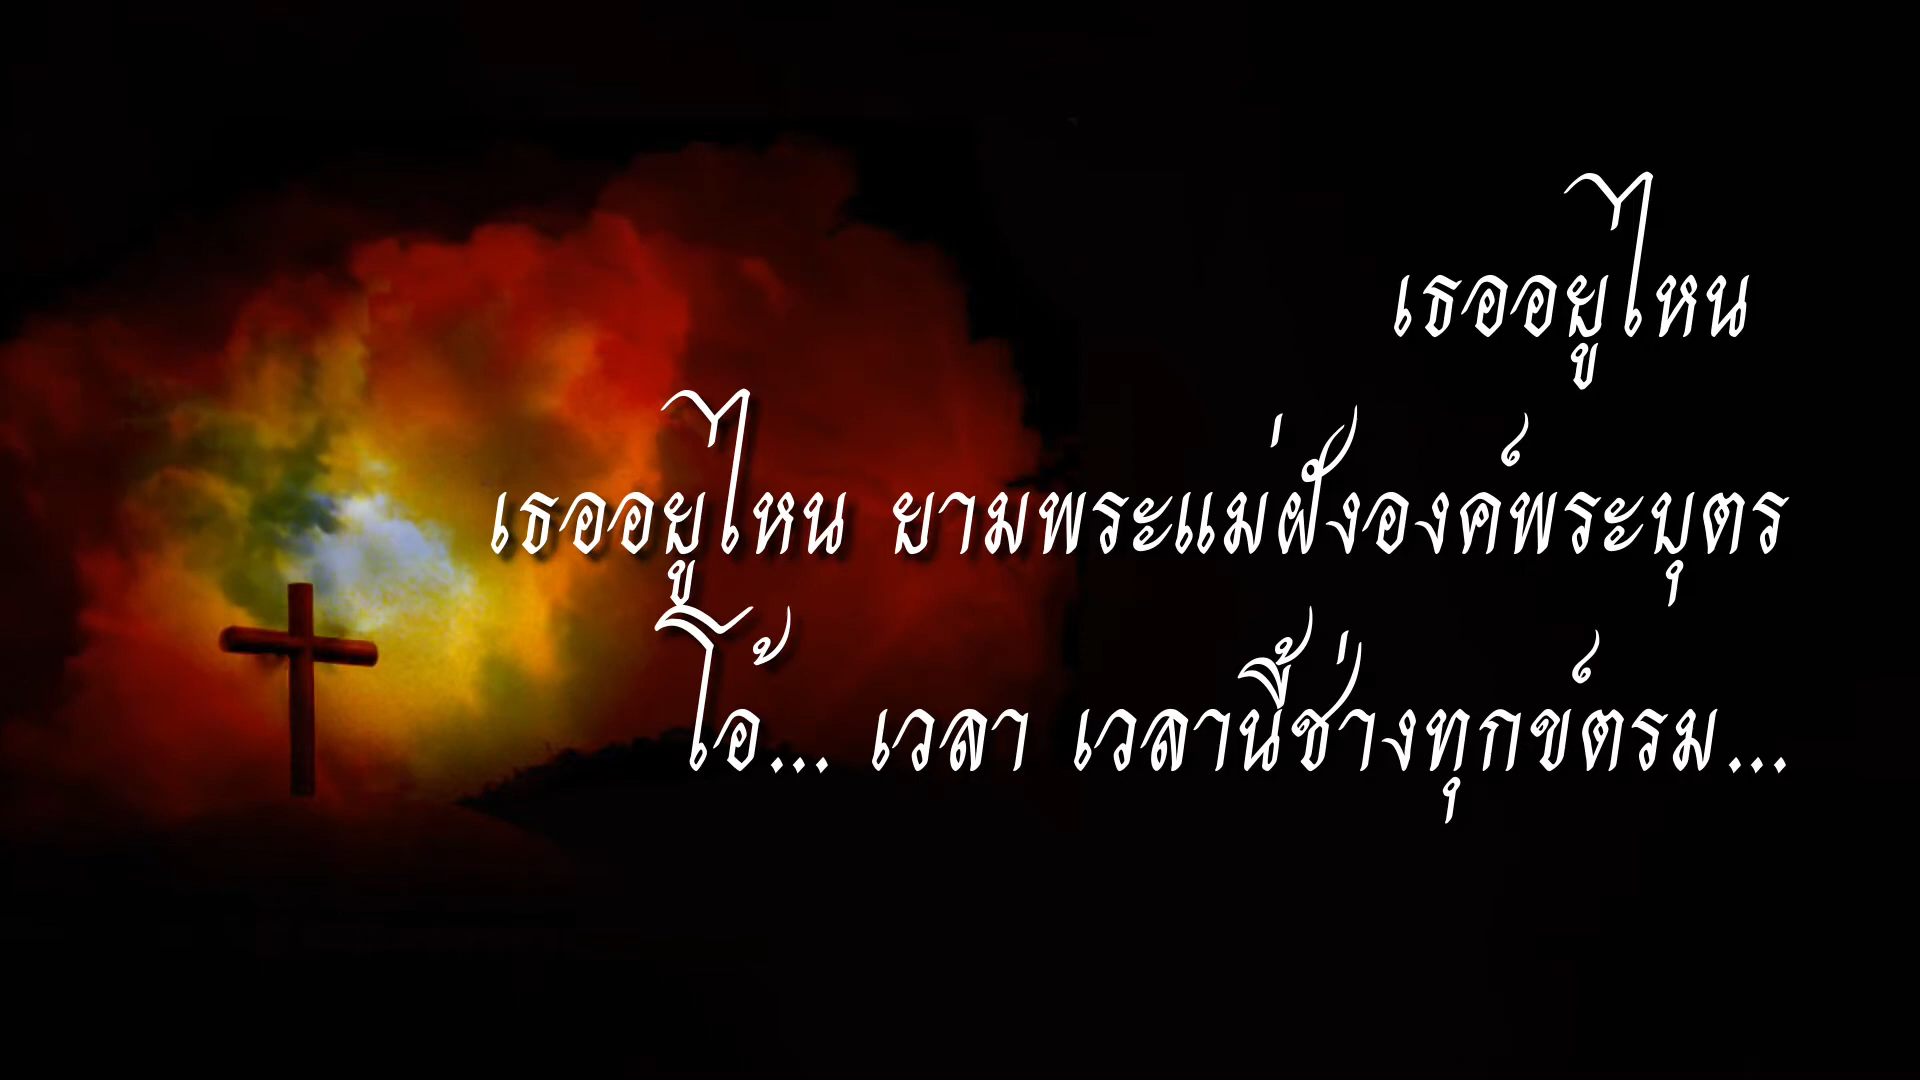 เธออยู่ไหน
เธออยู่ไหน ยามพระแม่ฝังองค์พระบุตร
โอ้... เวลา เวลานี้ช่างทุกข์ตรม...